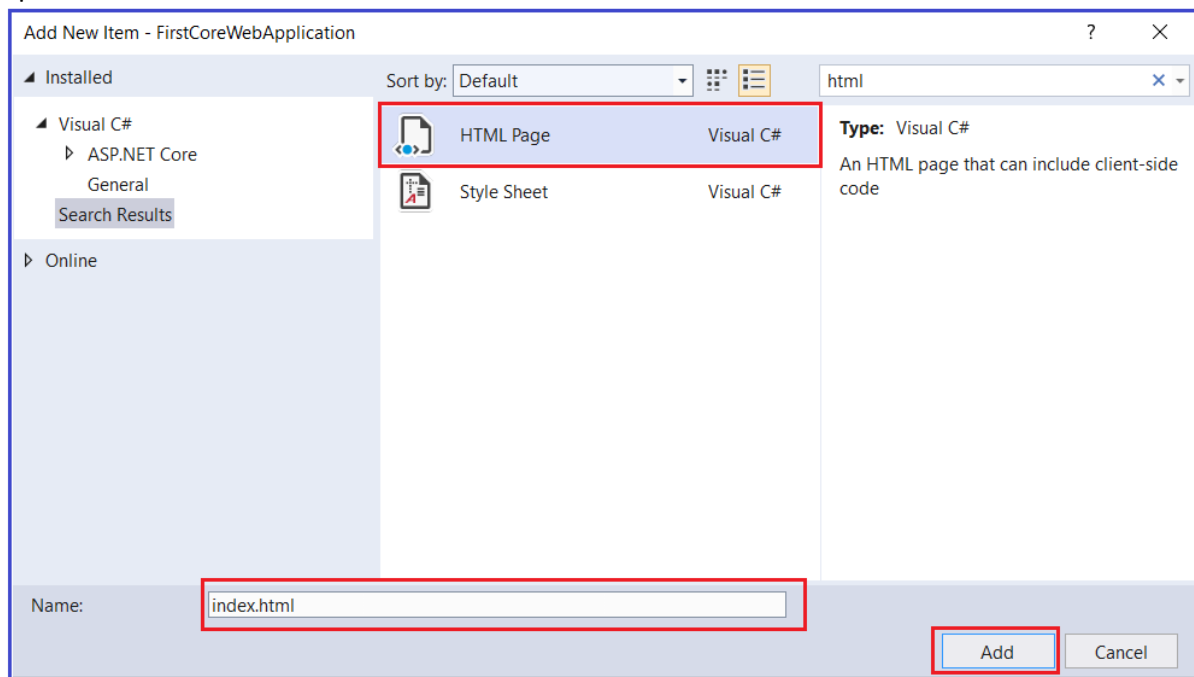 Add New Item - FirstCoreWebApplication ? ×
Installed
Sort by: Default
html
Visual C#
ASP.NET Core
General
Search Results
Online
HTML Page Visual C#
Style Sheet Visual C#
Type: Visual C#
An HTML page that can include client-side
code
Name: index.html
Add Cancel